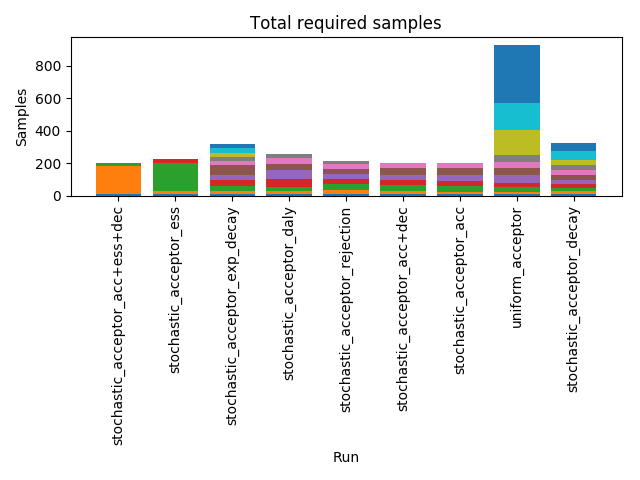 Total required samples
Samples
800
600
400
200
0
stochastic_acceptor_acc+ess+dec
stochastic_acceptor_ess
stochastic_acceptor_exp_decay
stochastic_acceptor_daly
stochastic_acceptor_rejection
stochastic_acceptor_acc+dec
stochastic_acceptor_acc
uniform_acceptor
stochastic_acceptor_decay
Run